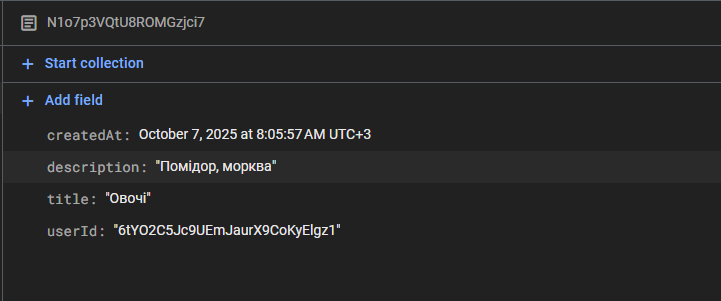 N1o7p3VQtU8ROMGzjci7
+ Start collection
+ Add field
createdAt: October 7, 2025 at 8:05:57 AM UTC+3
description: "Помідор, морква"
title: "Овочі"
userId: "6tYO2C5Jc9UEmJaurX9CoKyElgz1"